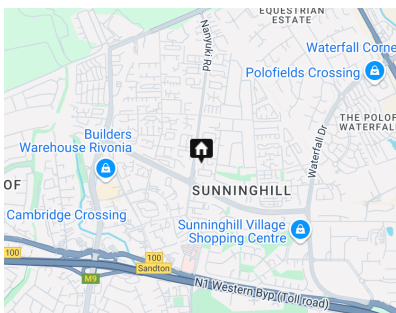 EQUESTRIAN
ESTATE
Nanyuki Rd
Waterfall Corne
Polofields Crossing
THE POLOF
WATERFALL
Waterfall Dr
Builders
Warehouse Rivonia
OF
SUNNINGHILL
Cambridge Crossing
Sunninghill Village
Shopping Centre
100
100
Sandton
M9
N1 Western Byp (Toll road)